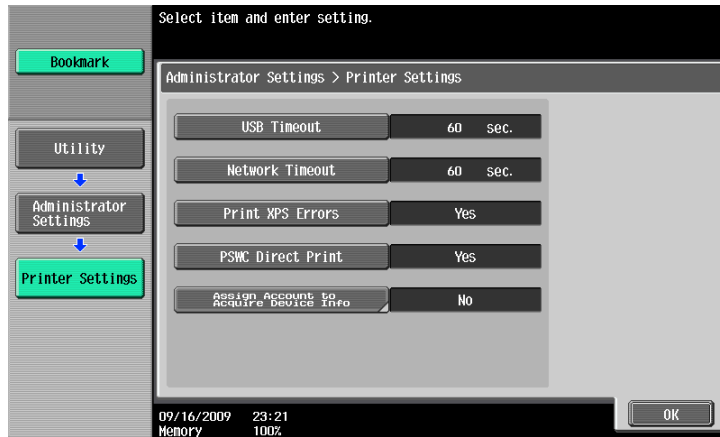 Select item and enter setting.
Bookmark
Administrator Settings > Printer Settings
USB Timeout 60 sec.
Utility
Network Timeout 60 sec.
Administrator
Settings
Print XPS Errors Yes
PSWC Direct Print Yes
Printer Settings
Assign Account to
Acquire Device Info
No
09/16/2009 23:21
Memory 100%
OK